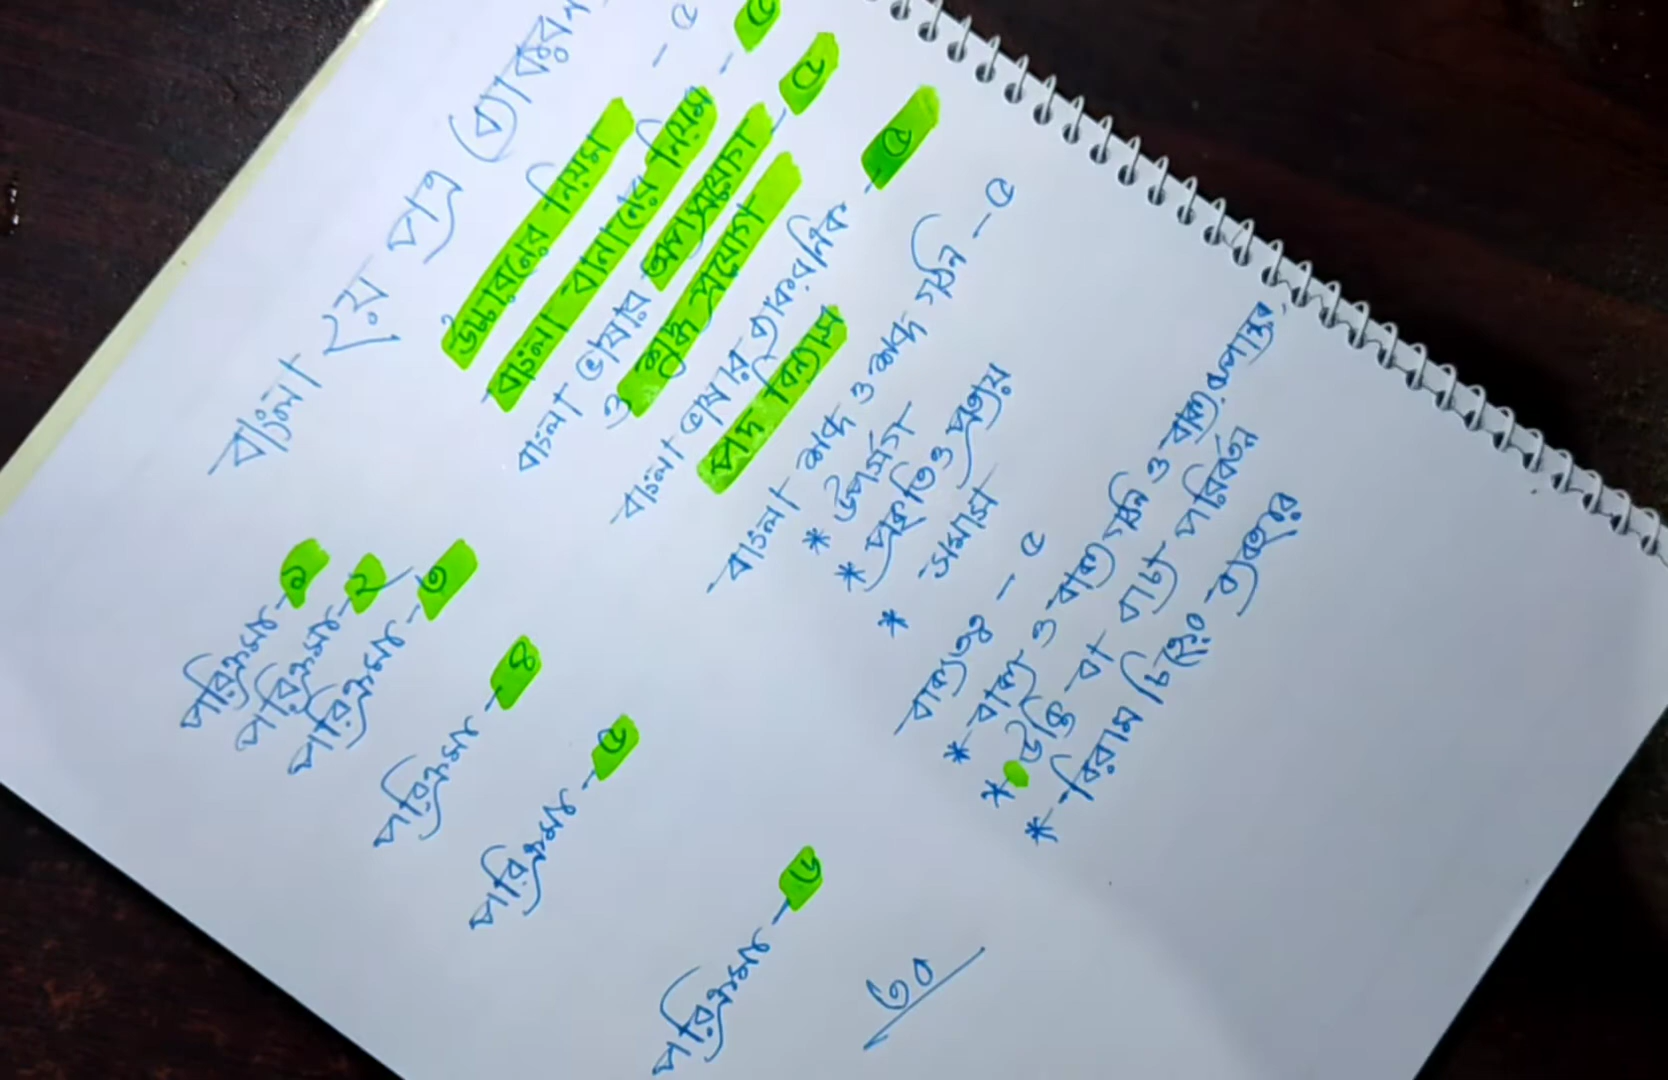 বাংলা ২য় পত্র (ব্যাকরণ
পরিচ্ছেদ - ১ উচ্চারণের নিয়ম - ৫
পরিচ্ছেদ - ২ বাংলা বানানের নিয়ম - ৫
পরিচ্ছেদ - ৩ বাংলা ভাষার অপপ্রয়োগ - ৫
ও শুদ্ধ প্রয়োগ
পরিচ্ছেদ - ৪ বাংলা ভাষার ব্যাকরণিক - ৫
শব্দ
পরিচ্ছেদ - ৫ বাংলা শব্দ ও শব্দ গঠন - ৫
* উপসর্গ
* প্রকৃতি ও প্রত্যয়
* সমাস
পরিচ্ছেদ - ৬ বাক্যতত্ত্ব - ৫
* বাক্য ও বাক্য গঠন ও বাক্য রূপান্তর
* উক্তি বা বাচ্য পরিবর্তন
* বিরাম চিহ্নের ব্যবহার
৩০